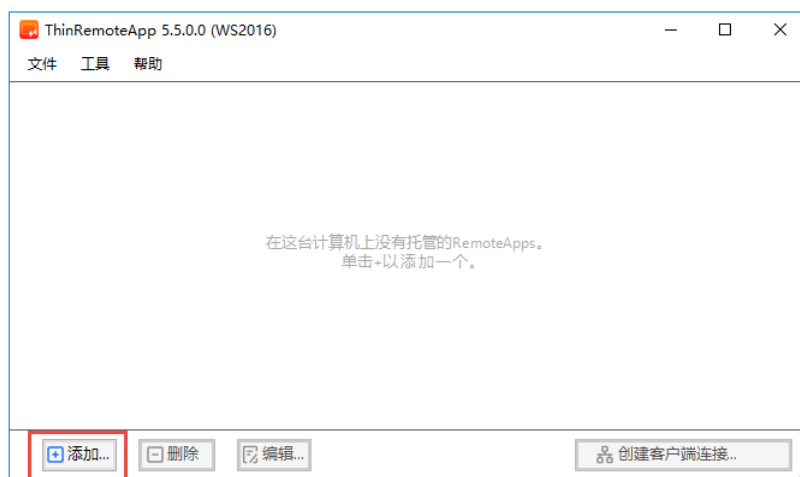 ThinRemoteApp 5.5.0.0 (WS2016)
文件 工具 帮助
在这台计算机上没有托管的RemoteApps。
单击+以添加一个。
添加... 删除 编辑... 创建客户端连接...